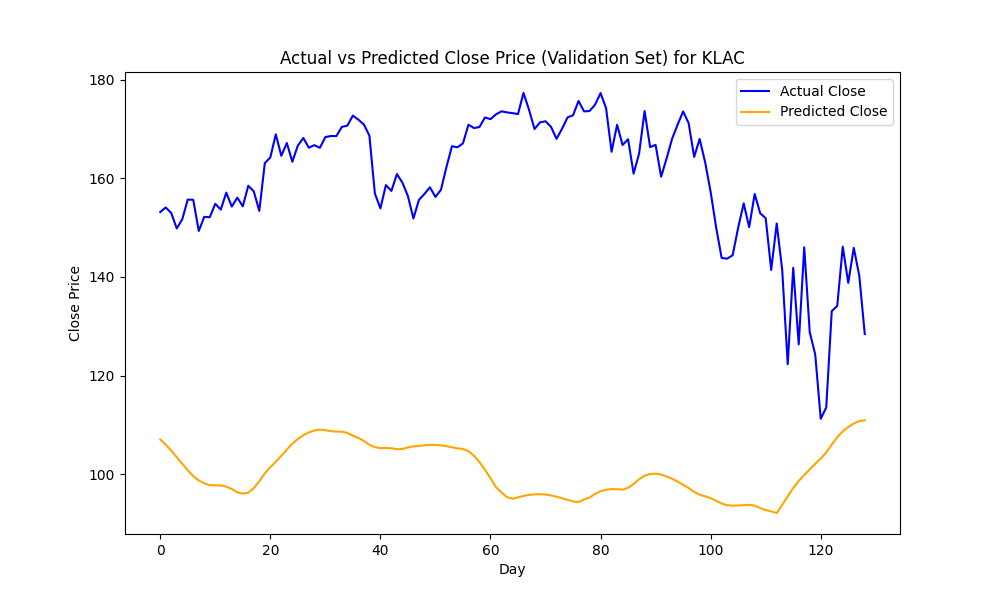 Actual vs Predicted Close Price (Validation Set) for KLAC
Actual Close
Predicted Close
Close Price
180
160
140
120
100
0 20 40 60 80 100 120
Day